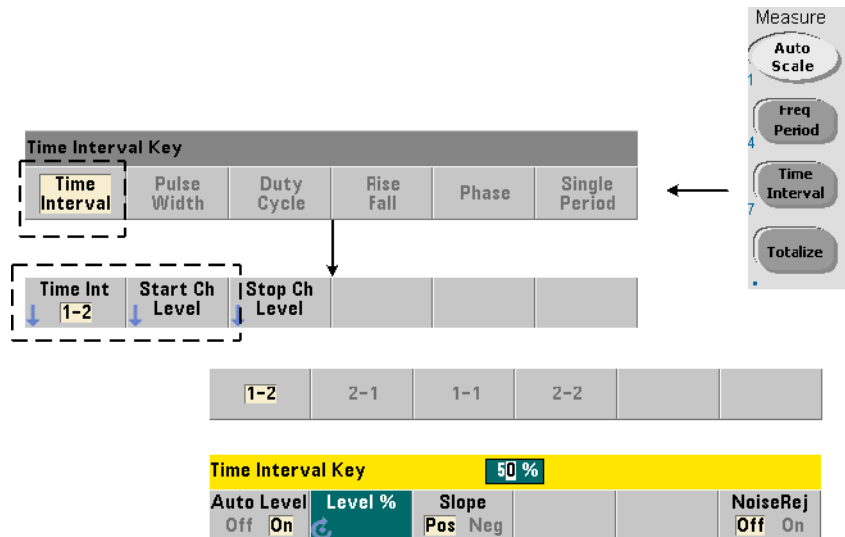 Measure
Auto
Scale
1
Freq
Period
4
Time
Interval
7
Totalize
.
Time Interval Key
Time
Interval
Pulse
Width
Duty
Cycle
Rise
Fall
Phase
Single
Period
Time Int
1-2
Start Ch
Level
Stop Ch
Level
1-2 2-1 1-1 2-2
Time Interval Key 50 %
Auto Level
Off On
Level %
Slope
Pos Neg
NoiseRej
Off On